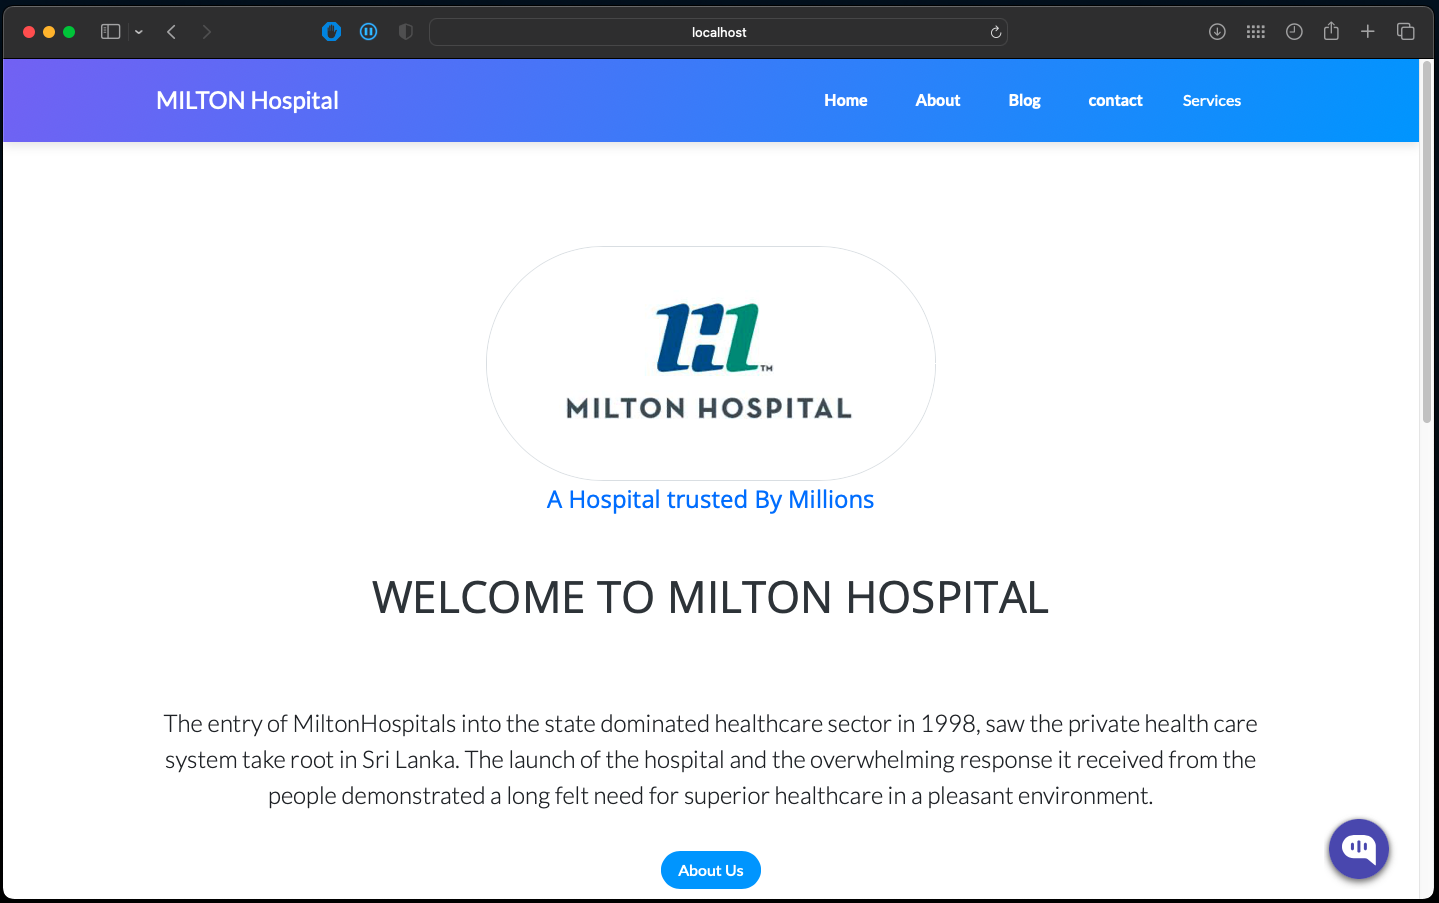 localhost
MILTON Hospital
Home
About
Blog
contact
Services
TM
MILTON HOSPITAL
A Hospital trusted By Millions
WELCOME TO MILTON HOSPITAL
The entry of MiltonHospitals into the state dominated healthcare sector in 1998, saw the private health care
system take root in Sri Lanka. The launch of the hospital and the overwhelming response it received from the
people demonstrated a long felt need for superior healthcare in a pleasant environment.
About Us